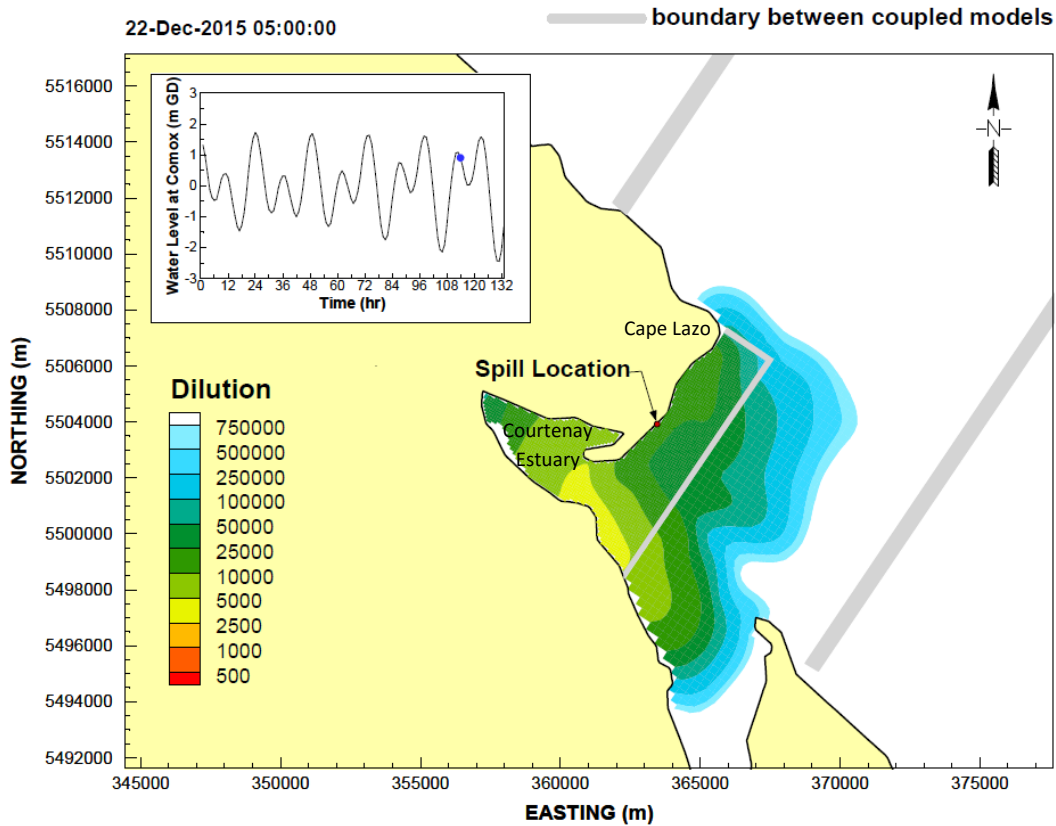 boundary between coupled models
22-Dec-2015 05:00:00
5516000
5514000
5512000
5510000
5508000
5506000
5504000
5502000
5500000
5498000
5496000
5494000
5492000
NORTHING (m)
Water Level at Comox (m GD)
3
2
1
0
-1
-2
-3
0 12 24 36 48 60 72 84 96 108 120 132
Time (hr)
N
Cape Lazo
Spill Location
Courtenay
Estuary
Dilution
750000
500000
250000
100000
50000
25000
10000
5000
2500
1000
500
345000 350000 355000 360000 365000 370000 375000
EASTING (m)